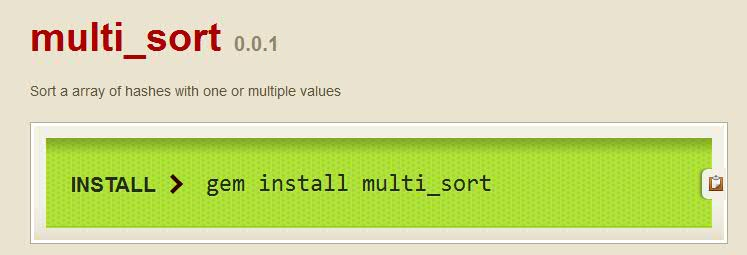 multi_sort 0.0.1
Sort a array of hashes with one or multiple values
INSTALL gem install multi_sort